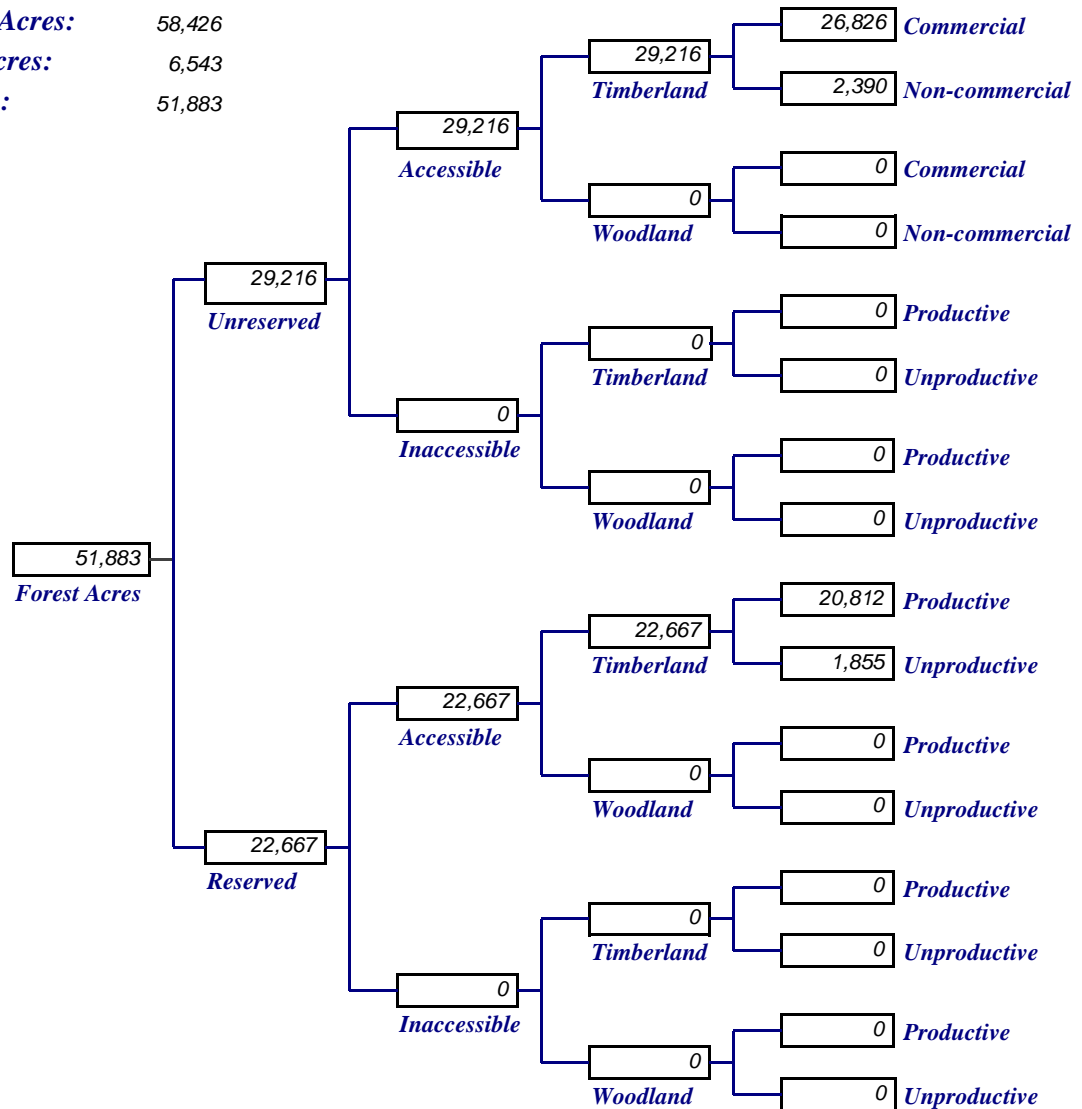 Acres: 58,426
cres: 6,543
: 51,883
26,826 Commercial
29,216
Timberland
2,390 Non-commercial
29,216
Accessible
0 Commercial
0
Woodland
0 Non-commercial
29,216
Unreserved
0 Productive
0
Timberland
0 Unproductive
0
Inaccessible
0 Productive
0
Woodland
0 Unproductive
51,883
Forest Acres
20,812 Productive
22,667
Timberland
1,855 Unproductive
22,667
Accessible
0 Productive
0
Woodland
0 Unproductive
22,667
Reserved
0 Productive
0
Timberland
0 Unproductive
0
Inaccessible
0 Productive
0
Woodland
0 Unproductive